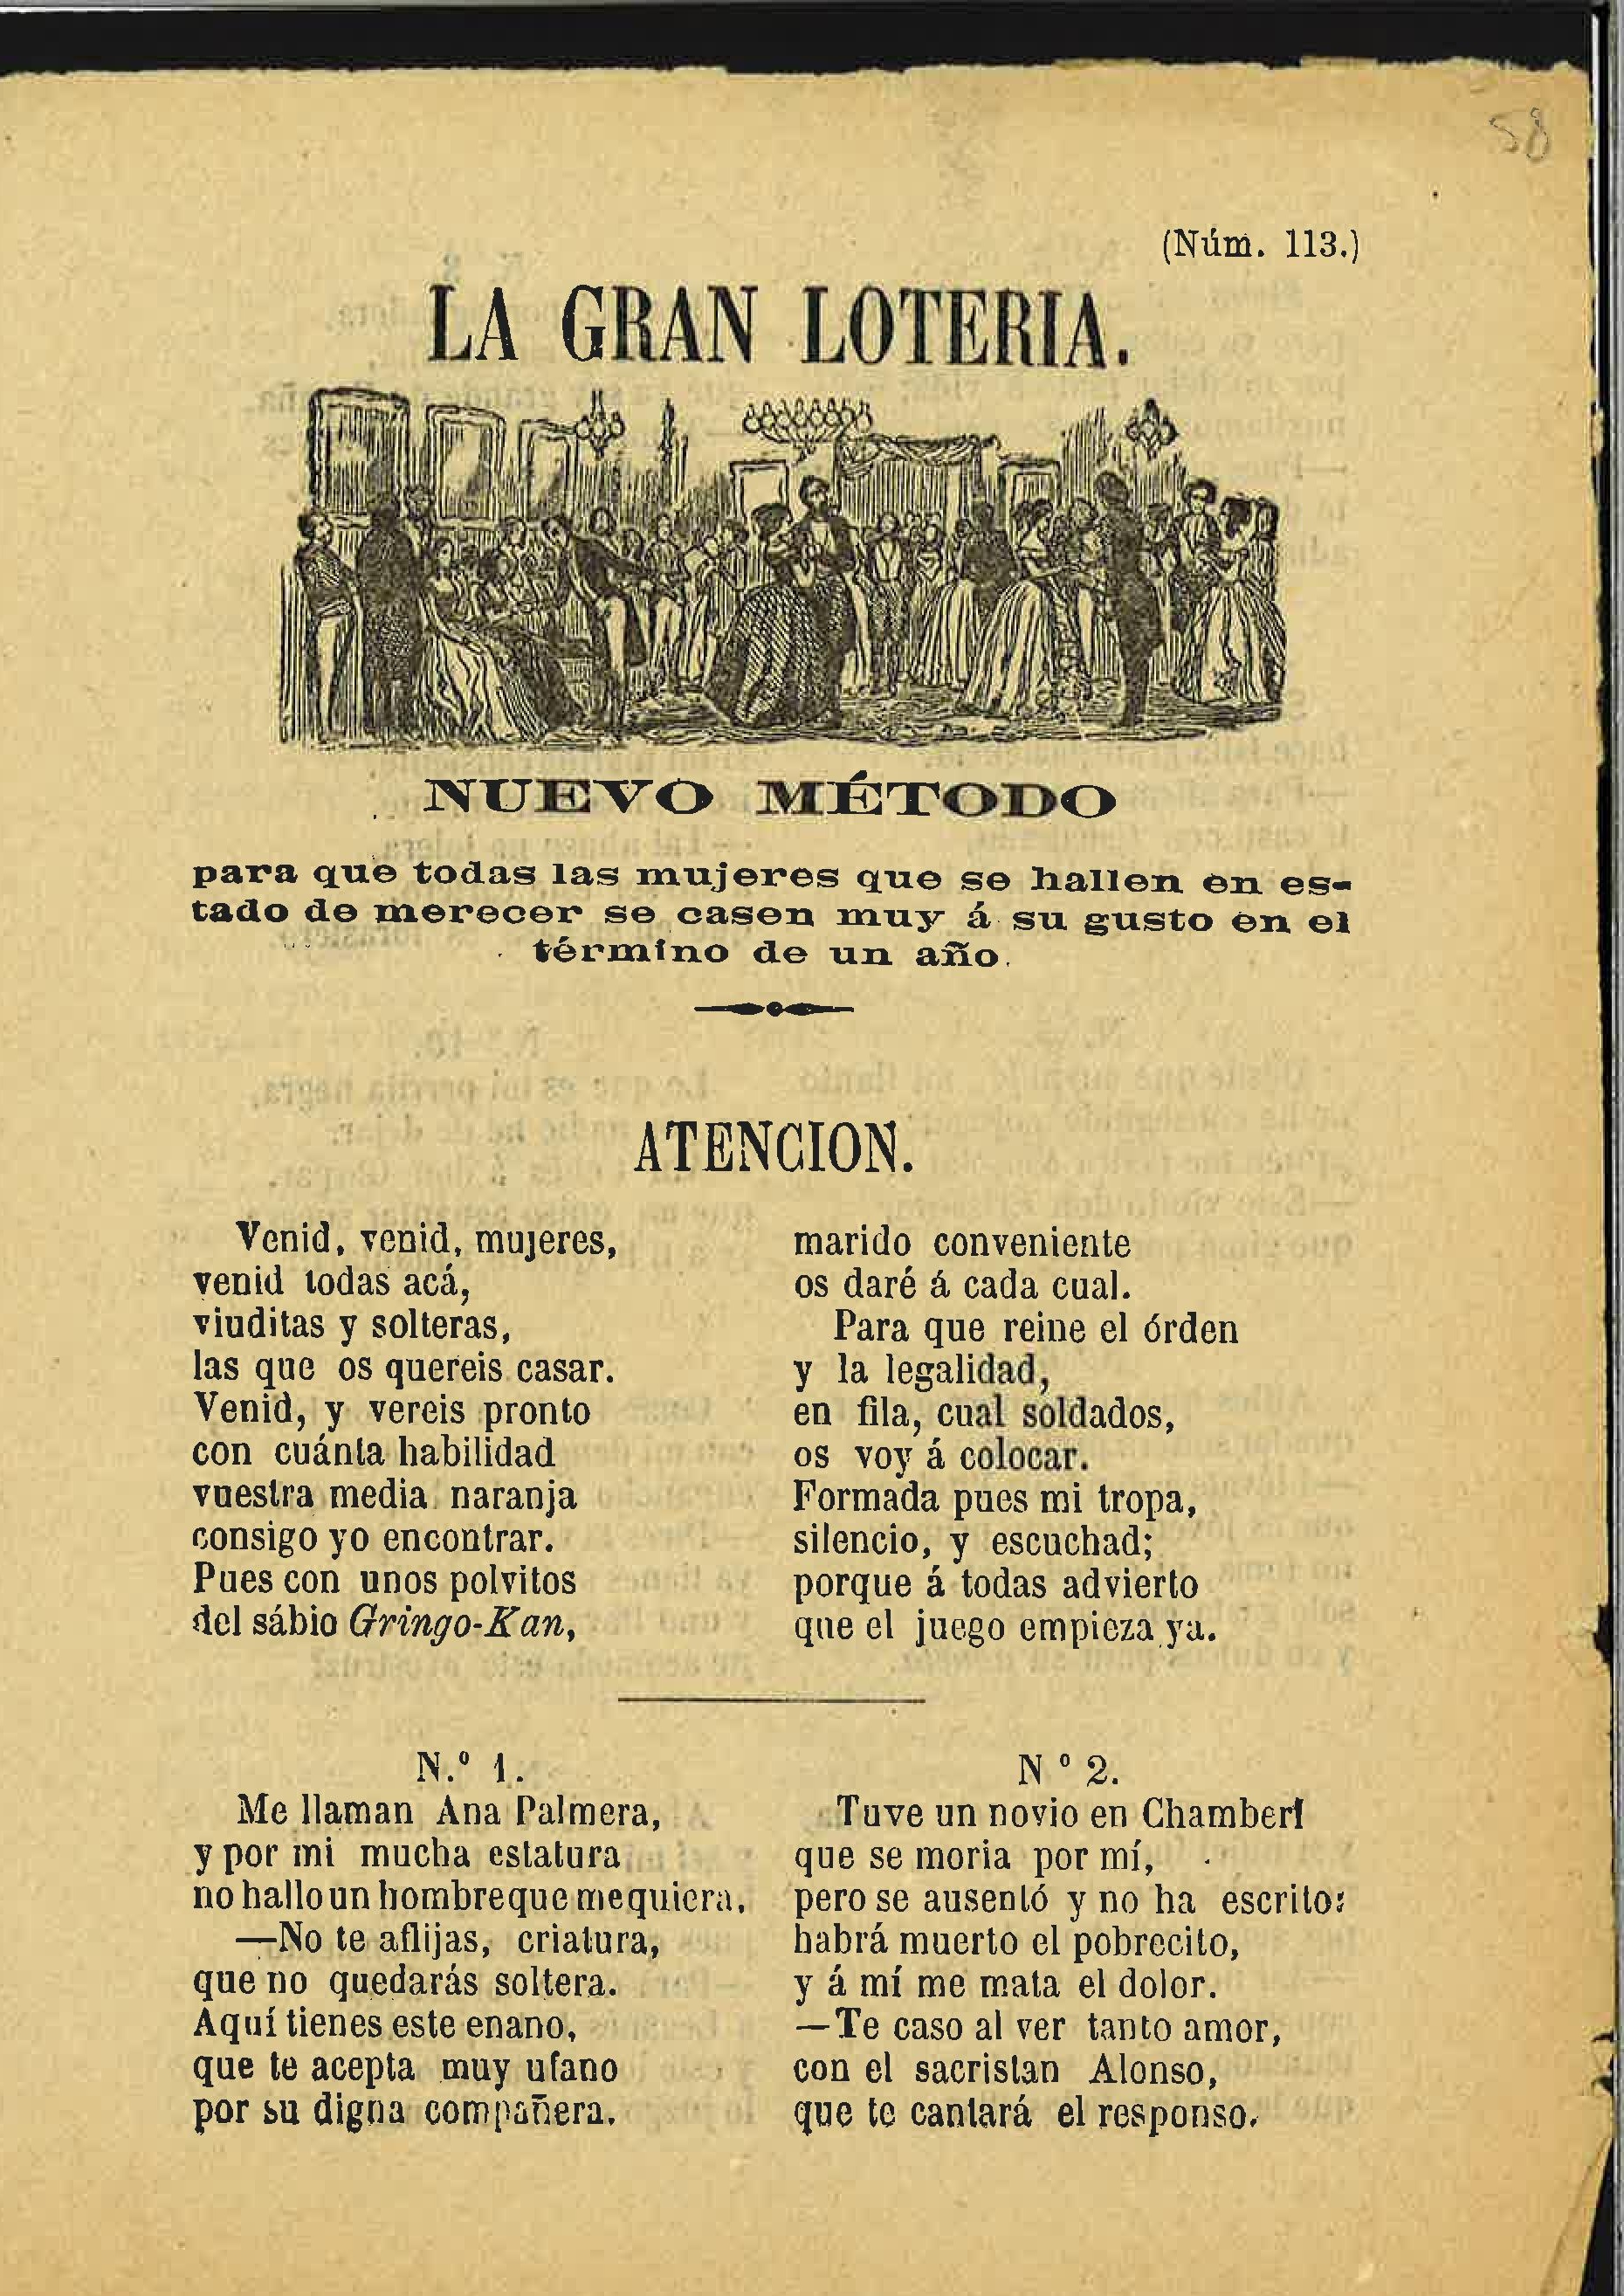 58
(Núm. 113.)
LA GRAN LOTERIA.
NUEVO MÉTODO
para que todas las mujeres que se hallen en es-
tado de merecer se casen muy á su gusto en el
término de un año.
ATENCION.
Venid, venid, mujeres,
venid todas acá,
viuditas y solteras,
las que os quereis casar.
Venid, y vereis pronto
con cuánta habilidad
vuestra media naranja
consigo yo encontrar.
Pues con unos polvitos
del sábio Gringo-Kan,
marido conveniente
os daré á cada cual.
Para que reine el órden
y la legalidad,
en fila, cual soldados,
os voy á colocar.
Formada pues mi tropa,
silencio, y escuchad;
porque á todas advierto
que el juego empieza ya.
N.º 1.
Me llaman Ana Palmera,
y por mi mucha estatura
no hallo un hombre que me quiera.
—No te aflijas, criatura,
que no quedarás soltera.
Aquí tienes este enano,
que te acepta muy ufano
por su digna compañera.
N º 2.
Tuve un novio en Chamberí
que se moria por mí,
pero se ausentó y no ha escrito:
habrá muerto el pobrecito,
y á mí me mata el dolor.
—Te caso al ver tanto amor,
con el sacristan Alonso,
que te cantará el responso.